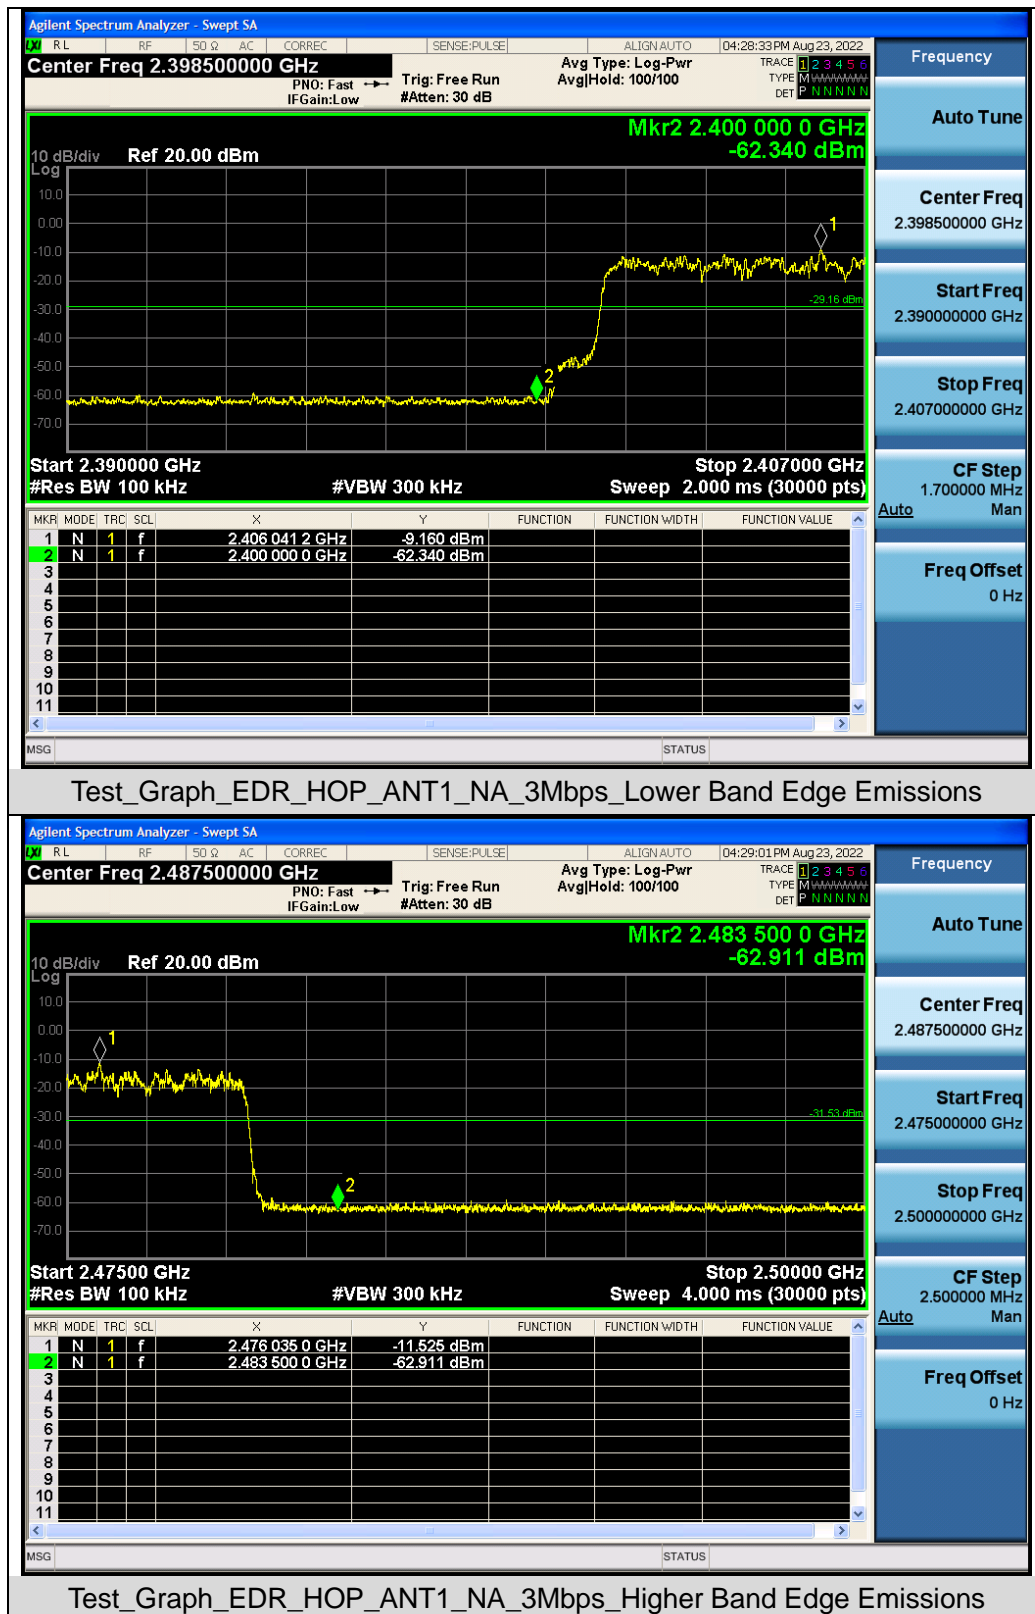 Agilent Spectrum Analyzer - Swept SA
LXI RL RF 50 Ω AC CORREC SENSE:PULSE ALIGN AUTO 04:28:33 PM Aug 23, 2022
Center Freq 2.398500000 GHz
PNO: Fast
IFGain:Low
Trig: Free Run
#Atten: 30 dB
Avg Type: Log-Pwr
Avg|Hold: 100/100
TRACE 1 2 3 4 5 6
TYPE M
DET P N N N N N
Frequency
Auto Tune
Center Freq
2.398500000 GHz
Start Freq
2.390000000 GHz
Stop Freq
2.407000000 GHz
CF Step
1.700000 MHz
Auto Man
Freq Offset
0 Hz
Mkr2 2.400 000 0 GHz
-62.340 dBm
10 dB/div Ref 20.00 dBm
Log
10.0
0.00
-10.0
-20.0
-30.0
-40.0
-50.0
-60.0
-70.0
1
-29.16 dBm
2
Start 2.390000 GHz Stop 2.407000 GHz
#Res BW 100 kHz #VBW 300 kHz Sweep 2.000 ms (30000 pts)
MKR MODE TRC SCL X Y FUNCTION FUNCTION WIDTH FUNCTION VALUE
1 N 1 f 2.406 041 2 GHz -9.160 dBm
2 N 1 f 2.400 000 0 GHz -62.340 dBm
3
4
5
6
7
8
9
10
11
MSG STATUS
Test_Graph_EDR_HOP_ANT1_NA_3Mbps_Lower Band Edge Emissions
Agilent Spectrum Analyzer - Swept SA
LXI RL RF 50 Ω AC CORREC SENSE:PULSE ALIGN AUTO 04:29:01 PM Aug 23, 2022
Center Freq 2.487500000 GHz
PNO: Fast
IFGain:Low
Trig: Free Run
#Atten: 30 dB
Avg Type: Log-Pwr
Avg|Hold: 100/100
TRACE 1 2 3 4 5 6
TYPE M
DET P N N N N N
Frequency
Auto Tune
Center Freq
2.487500000 GHz
Start Freq
2.475000000 GHz
Stop Freq
2.500000000 GHz
CF Step
2.500000 MHz
Auto Man
Freq Offset
0 Hz
Mkr2 2.483 500 0 GHz
-62.911 dBm
10 dB/div Ref 20.00 dBm
Log
10.0
0.00
-10.0
-20.0
-30.0
-40.0
-50.0
-60.0
-70.0
1
-31.53 dBm
2
Start 2.47500 GHz Stop 2.50000 GHz
#Res BW 100 kHz #VBW 300 kHz Sweep 4.000 ms (30000 pts)
MKR MODE TRC SCL X Y FUNCTION FUNCTION WIDTH FUNCTION VALUE
1 N 1 f 2.476 035 0 GHz -11.525 dBm
2 N 1 f 2.483 500 0 GHz -62.911 dBm
3
4
5
6
7
8
9
10
11
MSG STATUS
Test_Graph_EDR_HOP_ANT1_NA_3Mbps_Higher Band Edge Emissions